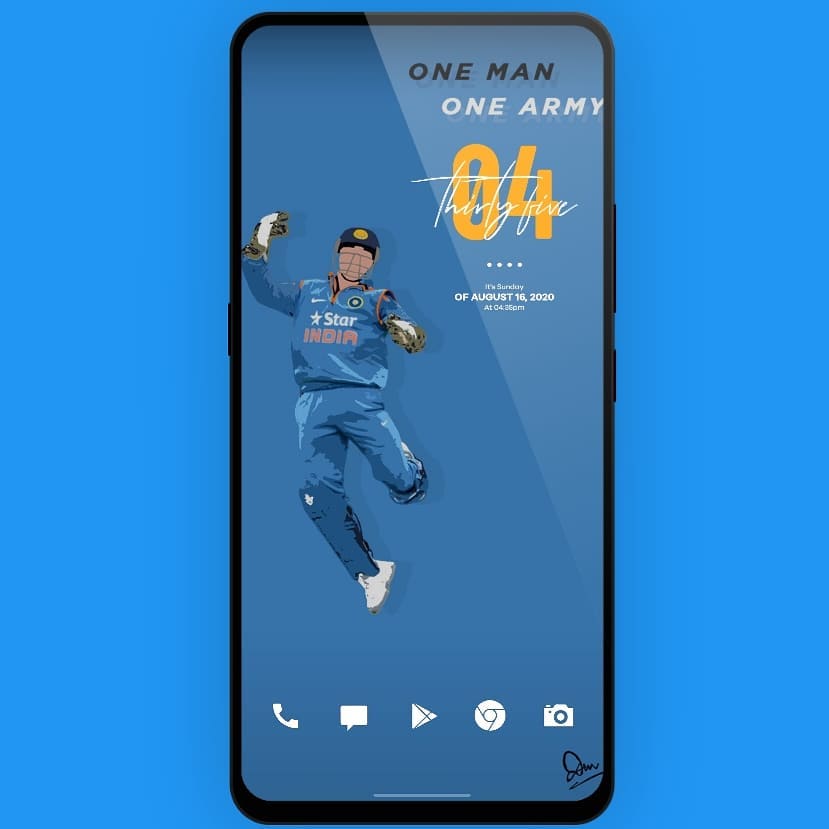 ONE MAN
ONE ARMY
04
Thirty five
It's Sunday
OF AUGUST 16, 2020
At 04:35pm
Star
INDIA